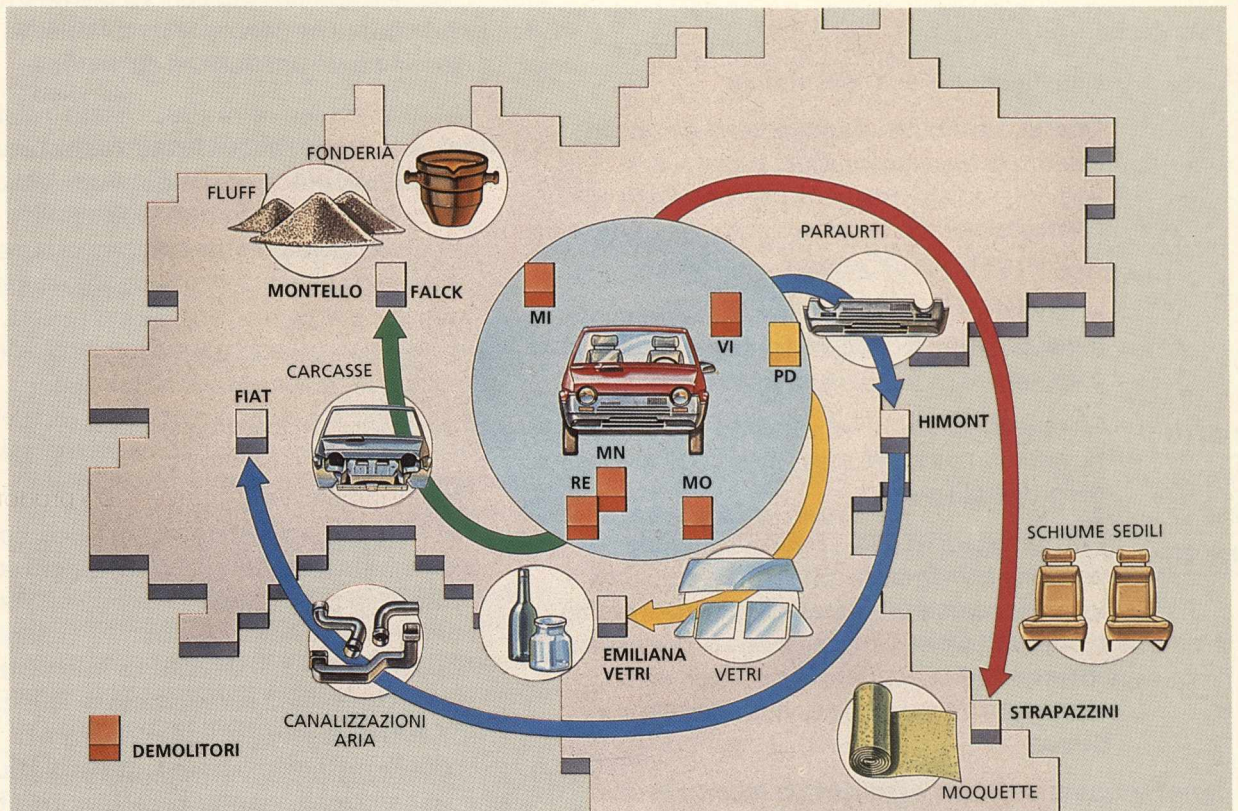 FONDERIA
FLUFF
PARAURTI
MONTELLO
FALCK
MI
VI
PD
CARCASSE
FIAT
HIMONT
MN
RE
MO
SCHIUME SEDILI
EMILIANA
VETRI
VETRI
CANALIZZAZIONI
ARIA
STRAPAZZINI
DEMOLITORI
MOQUETTE